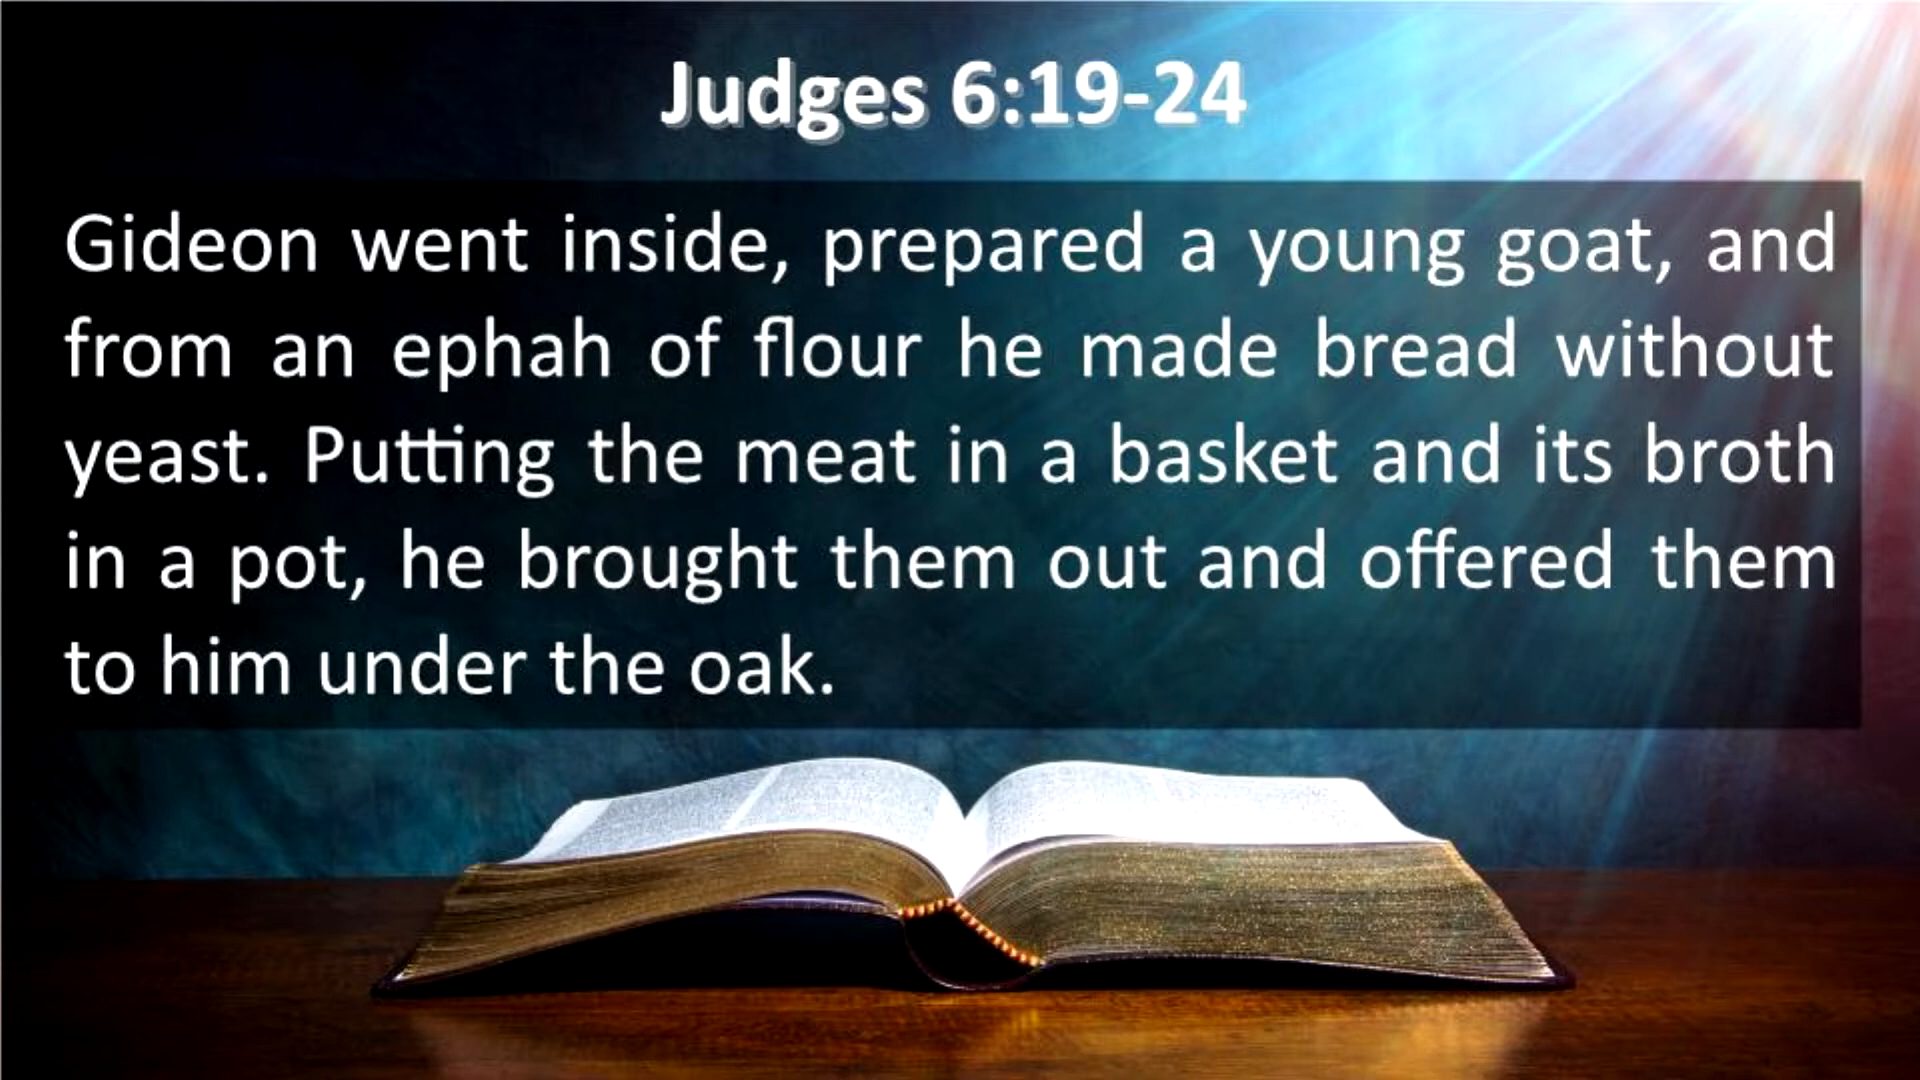 Judges 6:19-24
Gideon went inside, prepared a young goat, and
from an ephah of flour he made bread without
yeast. Putting the meat in a basket and its broth
in a pot, he brought them out and offered them
to him under the oak.